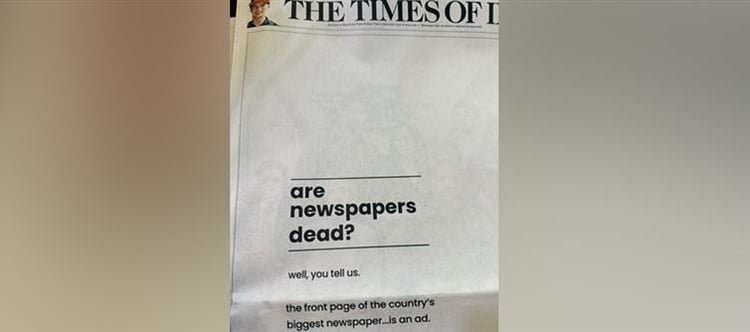 THE TIMES OF I
are
newspapers
dead?
well, you tell us.
the front page of the country's
biggest newspaper...is an ad.